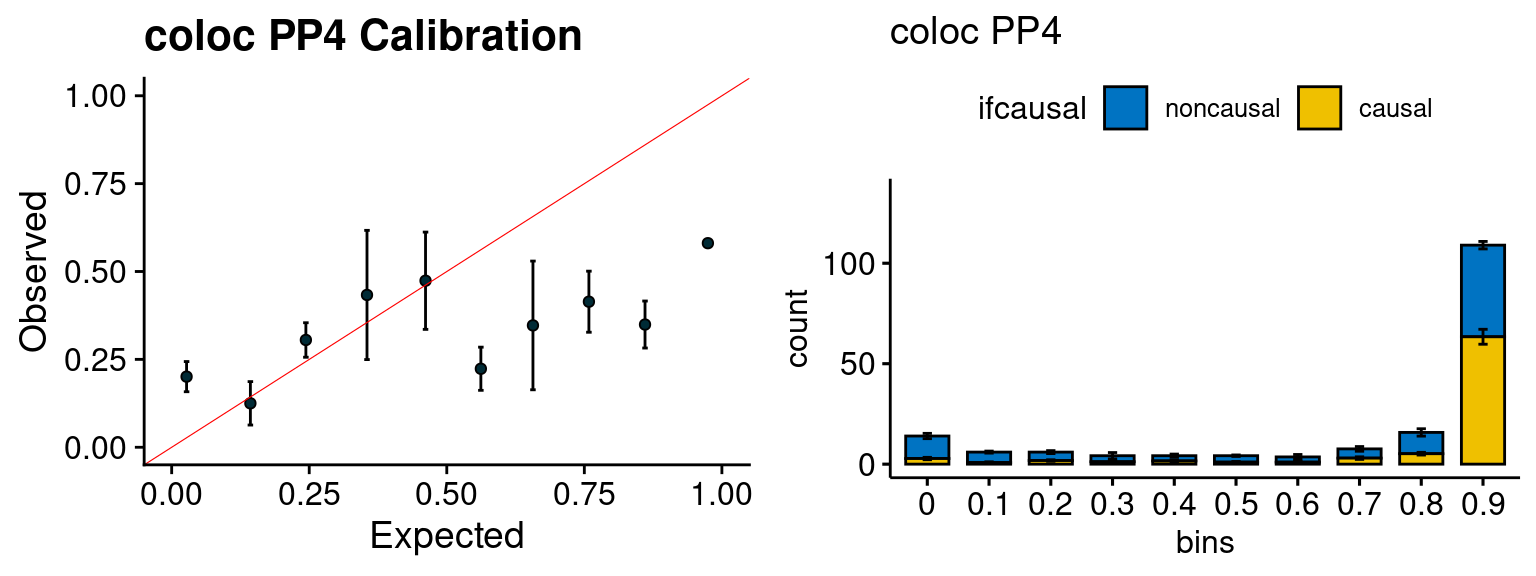 coloc PP4 Calibration
1.00
0.75
0.50
0.25
0.00
Observed
0.00 0.25 0.50 0.75 1.00
Expected
coloc PP4
ifcausal noncausal causal
100
50
0
count
0 0.1 0.2 0.3 0.4 0.5 0.6 0.7 0.8 0.9
bins